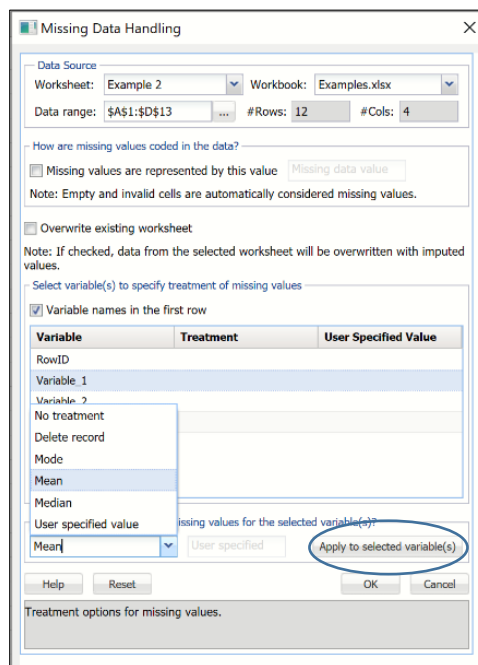 Missing Data Handling
Data Source
Worksheet: Example 2 Workbook: Examples.xlsx
Data range: $A$1:$D$13 ... #Rows: 12 #Cols: 4
How are missing values coded in the data?
Missing values are represented by this value Missing data value
Note: Empty and invalid cells are automatically considered missing values.
Overwrite existing worksheet
Note: If checked, data from the selected worksheet will be overwritten with imputed
values.
Select variable(s) to specify treatment of missing values
Variable names in the first row
Variable Treatment User Specified Value
RowID
Variable_1
Variable_2
No treatment
Delete record
Mode
Mean
Median
User specified value
issing values for the selected variable(s)?
Mean User specified Apply to selected variable(s)
Help Reset OK Cancel
Treatment options for missing values.